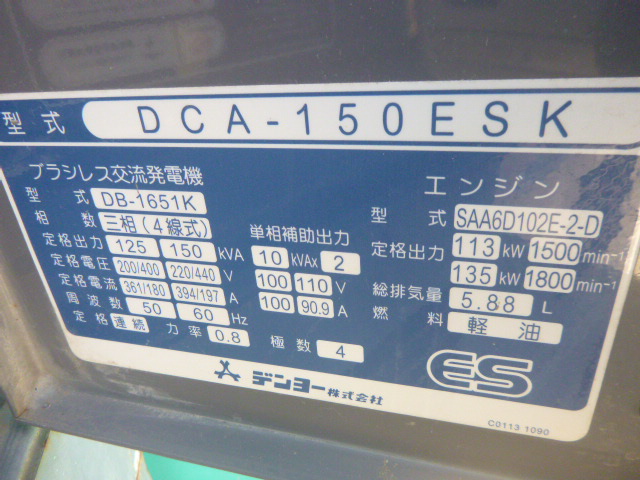 型式 DCA-150ESK
ブラシレス交流発電機
型式 DB-1651K
相数 三相(4線式)
定格出力 125 150 kVA
定格電圧 200/400 220/440 V
定格電流 361/180 394/197 A
周波数 50 60 Hz
定格 連続 力率 0.8 極数 4
単相補助出力
10 kVAx 2
100 110 V
100 90.9 A
エンジン
型式 SAA6D102E-2-D
定格出力 113 kW 1500 min⁻¹
135 kW 1800 min⁻¹
総排気量 5.88 L
燃料 軽油
デンヨー株式会社
ES
C0113 1090